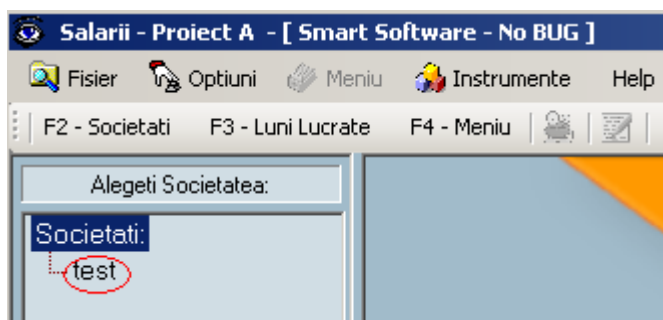 Salarii - Proiect A - [ Smart Software - No BUG ]
Fisier Optiuni Meniu Instrumente Help
F2 - Societati F3 - Luni Lucrate F4 - Meniu
Alegeti Societatea:
Societati:
test